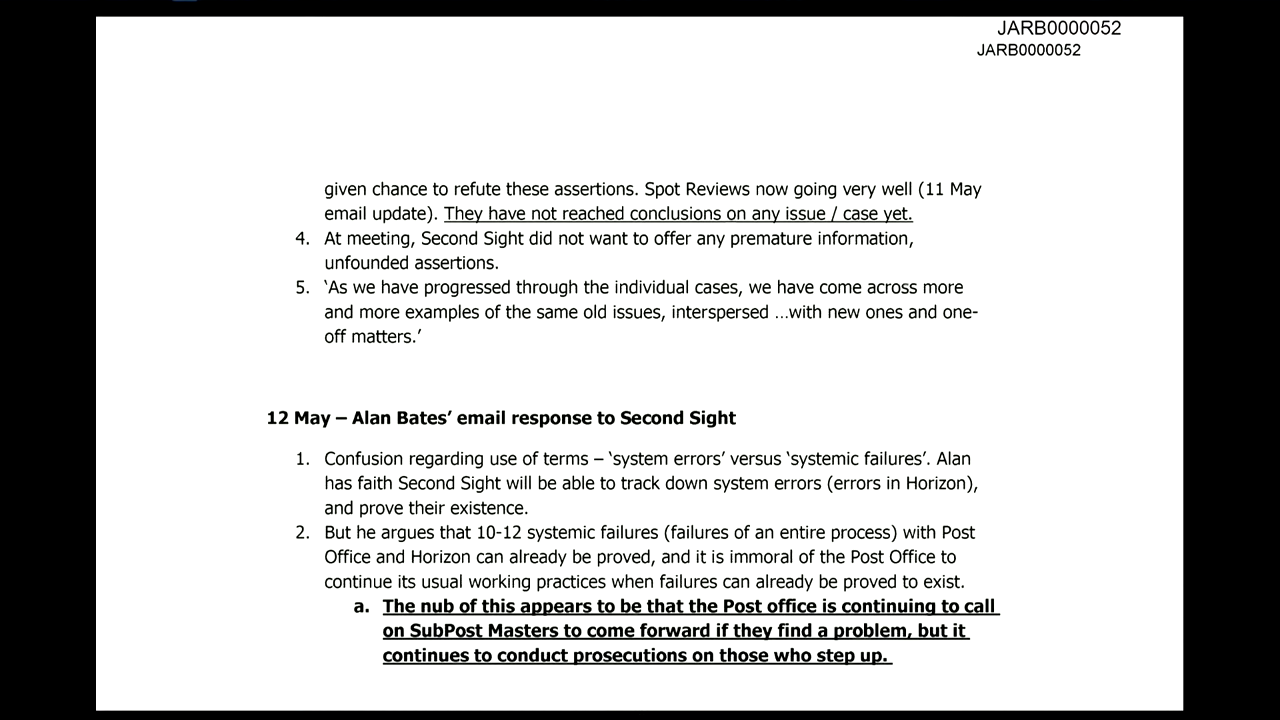 JARB0000052
JARB0000052
given chance to refute these assertions. Spot Reviews now going very well (11 May
email update). They have not reached conclusions on any issue / case yet.
4. At meeting, Second Sight did not want to offer any premature information,
unfounded assertions.
5. ‘As we have progressed through the individual cases, we have come across more
and more examples of the same old issues, interspersed …with new ones and one-
off matters.’
12 May – Alan Bates’ email response to Second Sight
1. Confusion regarding use of terms – ‘system errors’ versus ‘systemic failures’. Alan
has faith Second Sight will be able to track down system errors (errors in Horizon),
and prove their existence.
2. But he argues that 10-12 systemic failures (failures of an entire process) with Post
Office and Horizon can already be proved, and it is immoral of the Post Office to
continue its usual working practices when failures can already be proved to exist.
a. The nub of this appears to be that the Post office is continuing to call
on SubPost Masters to come forward if they find a problem, but it
continues to conduct prosecutions on those who step up.